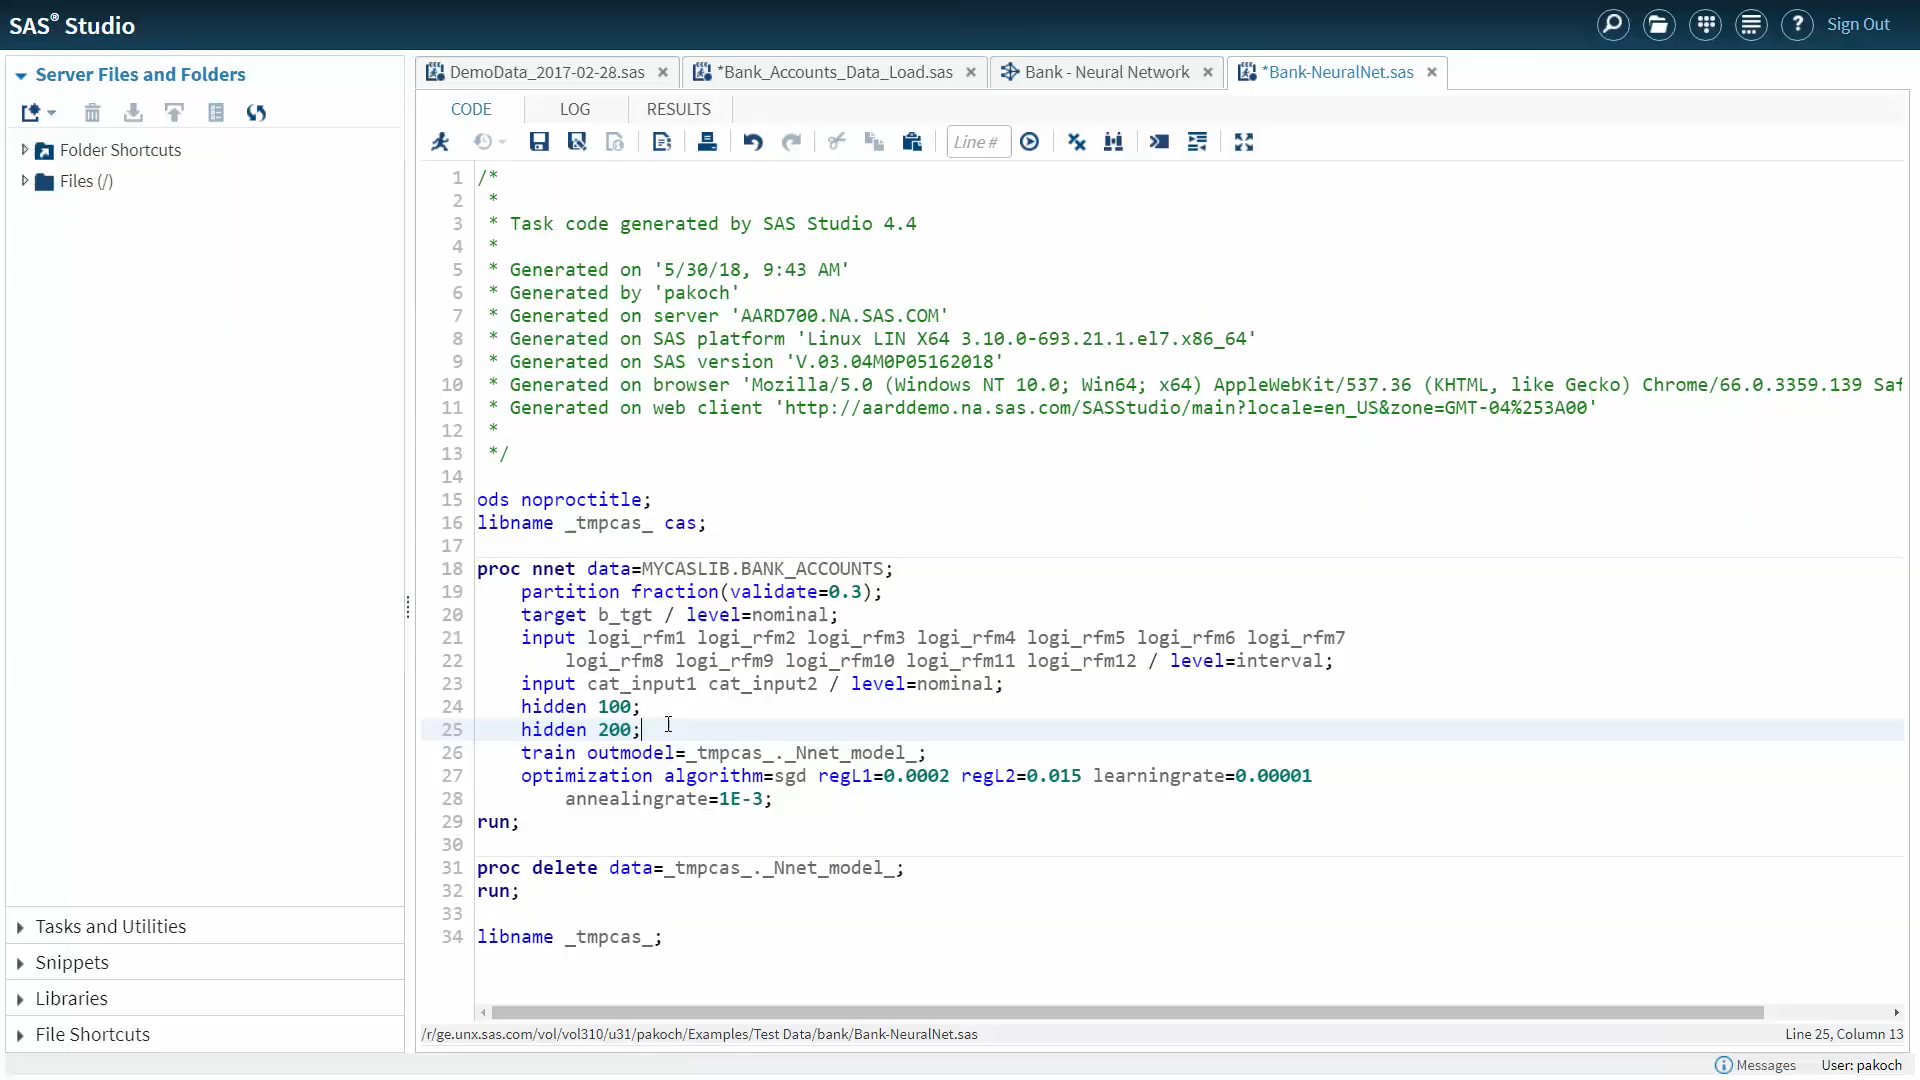 SAS® Studio
Sign Out
Server Files and Folders
Folder Shortcuts
Files (/)
Tasks and Utilities
Snippets
Libraries
File Shortcuts
DemoData_2017-02-28.sas
*Bank_Accounts_Data_Load.sas
Bank - Neural Network
*Bank-NeuralNet.sas
CODE LOG RESULTS
Line #
1 /*
2 *
3 * Task code generated by SAS Studio 4.4
4 *
5 * Generated on '5/30/18, 9:43 AM'
6 * Generated by 'pakoch'
7 * Generated on server 'AARD700.NA.SAS.COM'
8 * Generated on SAS platform 'Linux LIN X64 3.10.0-693.21.1.el7.x86_64'
9 * Generated on SAS version 'V.03.04M0P05162018'
10 * Generated on browser 'Mozilla/5.0 (Windows NT 10.0; Win64; x64) AppleWebKit/537.36 (KHTML, like Gecko) Chrome/66.0.3359.139 Saf
11 * Generated on web client 'http://aarddemo.na.sas.com/SASStudio/main?locale=en_US&zone=GMT-04%253A00'
12 *
13 */
14
15 ods noproctitle;
16 libname _tmpcas_ cas;
17
18 proc nnet data=MYCASLIB.BANK_ACCOUNTS;
19 partition fraction(validate=0.3);
20 target b_tgt / level=nominal;
21 input logi_rfm1 logi_rfm2 logi_rfm3 logi_rfm4 logi_rfm5 logi_rfm6 logi_rfm7
22 logi_rfm8 logi_rfm9 logi_rfm10 logi_rfm11 logi_rfm12 / level=interval;
23 input cat_input1 cat_input2 / level=nominal;
24 hidden 100;
25 hidden 200;
26 train outmodel=_tmpcas_._Nnet_model_;
27 optimization algorithm=sgd regL1=0.0002 regL2=0.015 learningrate=0.00001
28 annealingrate=1E-3;
29 run;
30
31 proc delete data=_tmpcas_._Nnet_model_;
32 run;
33
34 libname _tmpcas_;
/r/ge.unx.sas.com/vol/vol310/u31/pakoch/Examples/Test Data/bank/Bank-NeuralNet.sas
Line 25, Column 13
Messages
User: pakoch